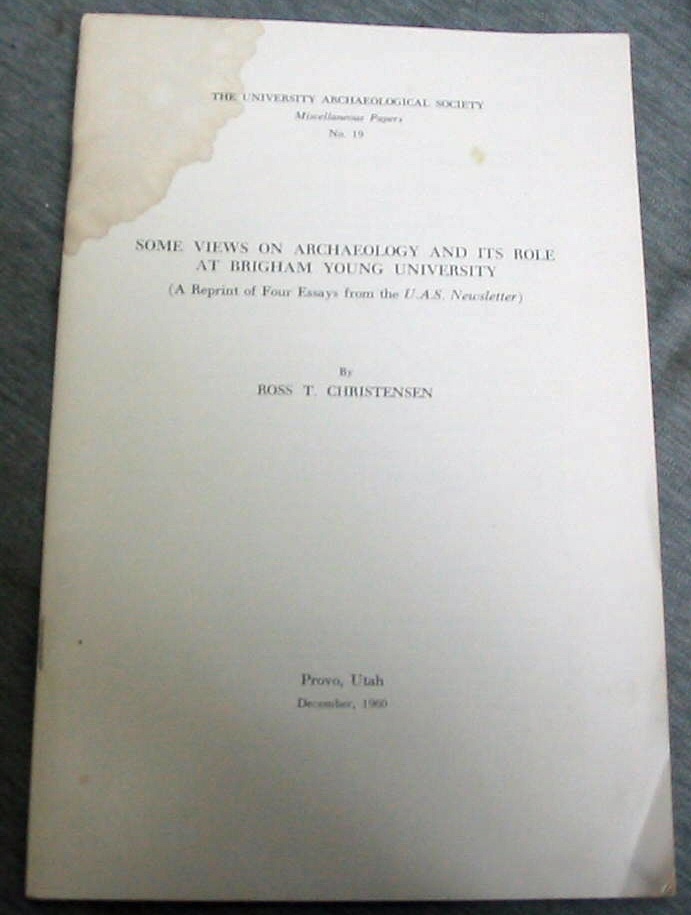 THE UNIVERSITY ARCHAEOLOGICAL SOCIETY
Miscellaneous Papers
No. 19
SOME VIEWS ON ARCHAEOLOGY AND ITS ROLE
AT BRIGHAM YOUNG UNIVERSITY
(A Reprint of Four Essays from the U.A.S. Newsletter)
By
ROSS T. CHRISTENSEN
Provo, Utah
December, 1960